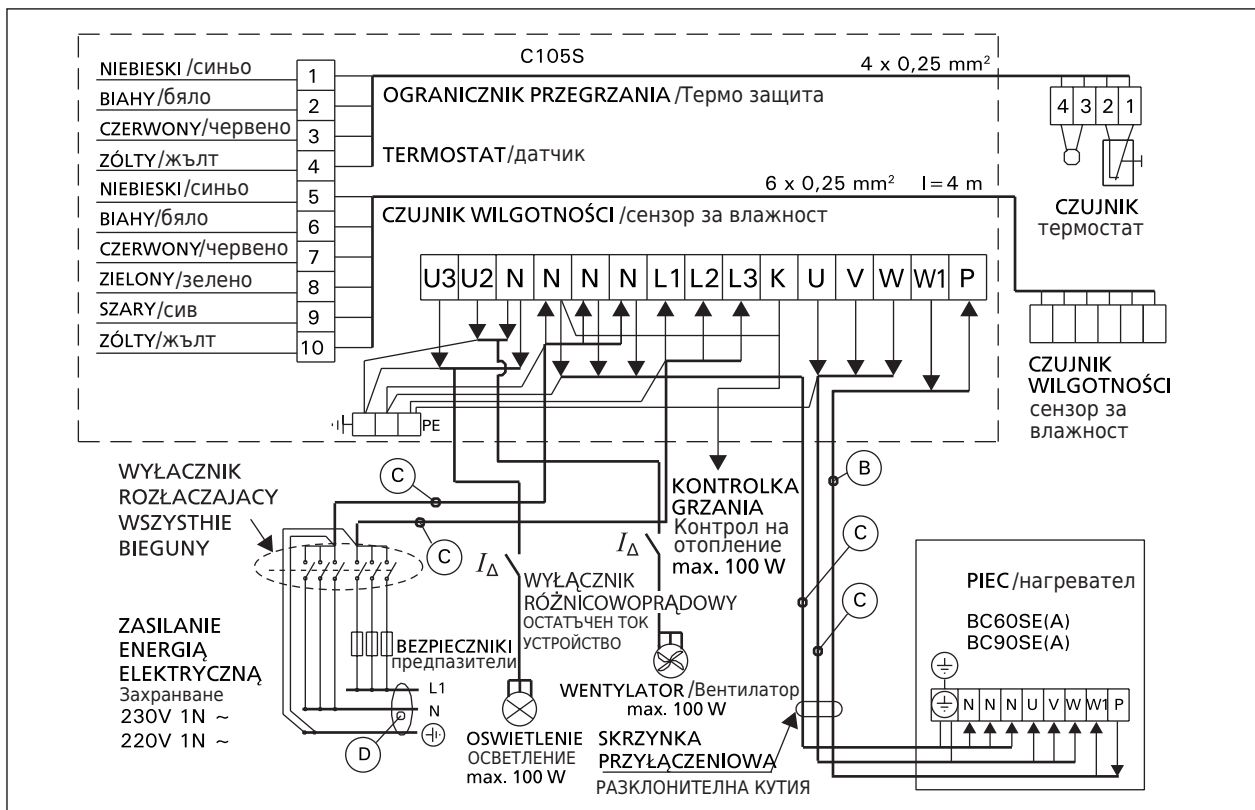 C105S
4 x 0,25 mm²
NIEBIESKI /синьо
1
BIAHY/бяло
2
CZERWONY/червено
3
ZÓLTY/жълт
4
NIEBIESKI/синьо
5
BIAHY/бяло
6
CZERWONY/червено
7
ZIELONY/зелено
8
SZARY/сив
9
ZÓLTY/жълт
10
OGRANICZNIK PRZEGRZANIA /Термо защита
TERMOSTAT/датчик
4 3 2 1
CZUJNIK
термостат
6 x 0,25 mm² l=4 m
CZUJNIK WILGOTNOŚCI /сензор за влажност
U3 U2 N N N N L1 L2 L3 K U V W W1 P
CZUJNIK
WILGOTNOŚCI
сензор за
влажност
PE
WYŁACZNIK
ROZŁACZAJACY
WSZYSTHIE
BIEGUNY
C
C
B
C
C
KONTROLKA
GRZANIA
Контрол на
отопление
max. 100 W
I∆
I∆
WYŁĄCZNIK
RÓŻNICOWOPRĄDOWY
ОСТАТЪЧЕН ТОК
УСТРОЙСТВО
ZASILANIE
ENERGIĄ
ELEKTRYCZNĄ
Захранване
230V 1N ~
220V 1N ~
BEZPIECZNIKI
предпазители
L1
N
D
OSWIETLENIE
ОСВЕТЛЕНИЕ
max. 100 W
WENTYLATOR /Вентилатор
max. 100 W
SKRZYNKA
PRZYŁĄCZENIOWA
РАЗКЛОНИТЕЛНА КУТИЯ
PIEC /нагревател
BC60SE(A)
BC90SE(A)
N N N U V W W1 P